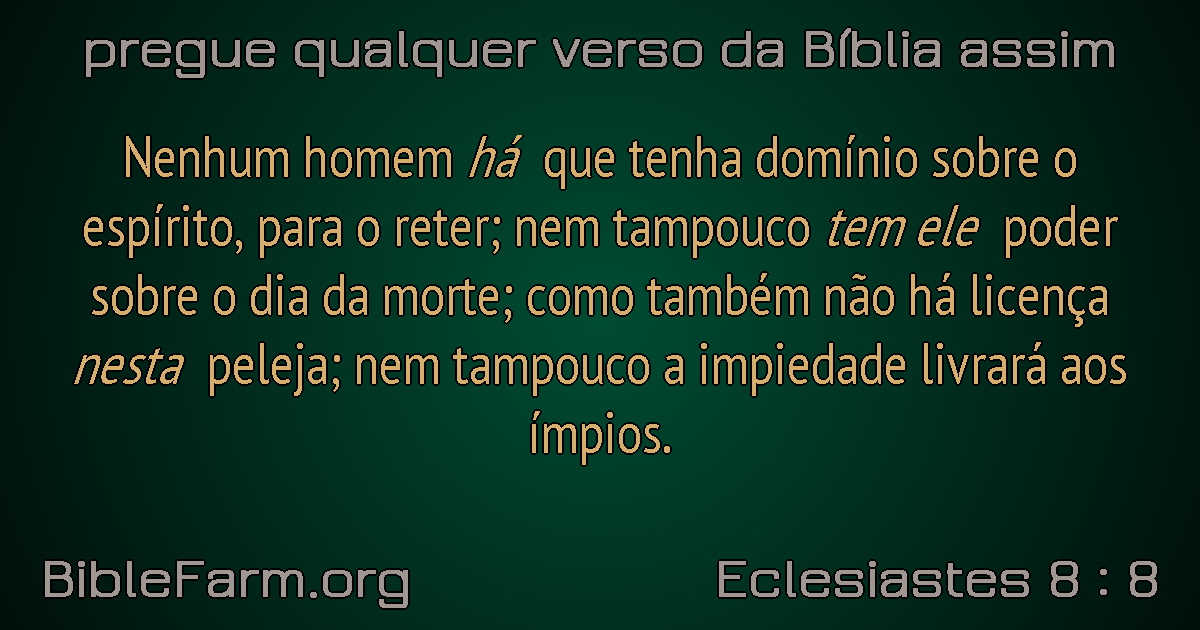 pregue qualquer verso da Bíblia assim
Nenhum homem há que tenha domínio sobre o
espírito, para o reter; nem tampouco tem ele poder
sobre o dia da morte; como também não há licença
nesta peleja; nem tampouco a impiedade livrará aos
ímpios.
BibleFarm.org
Eclesiastes 8 : 8